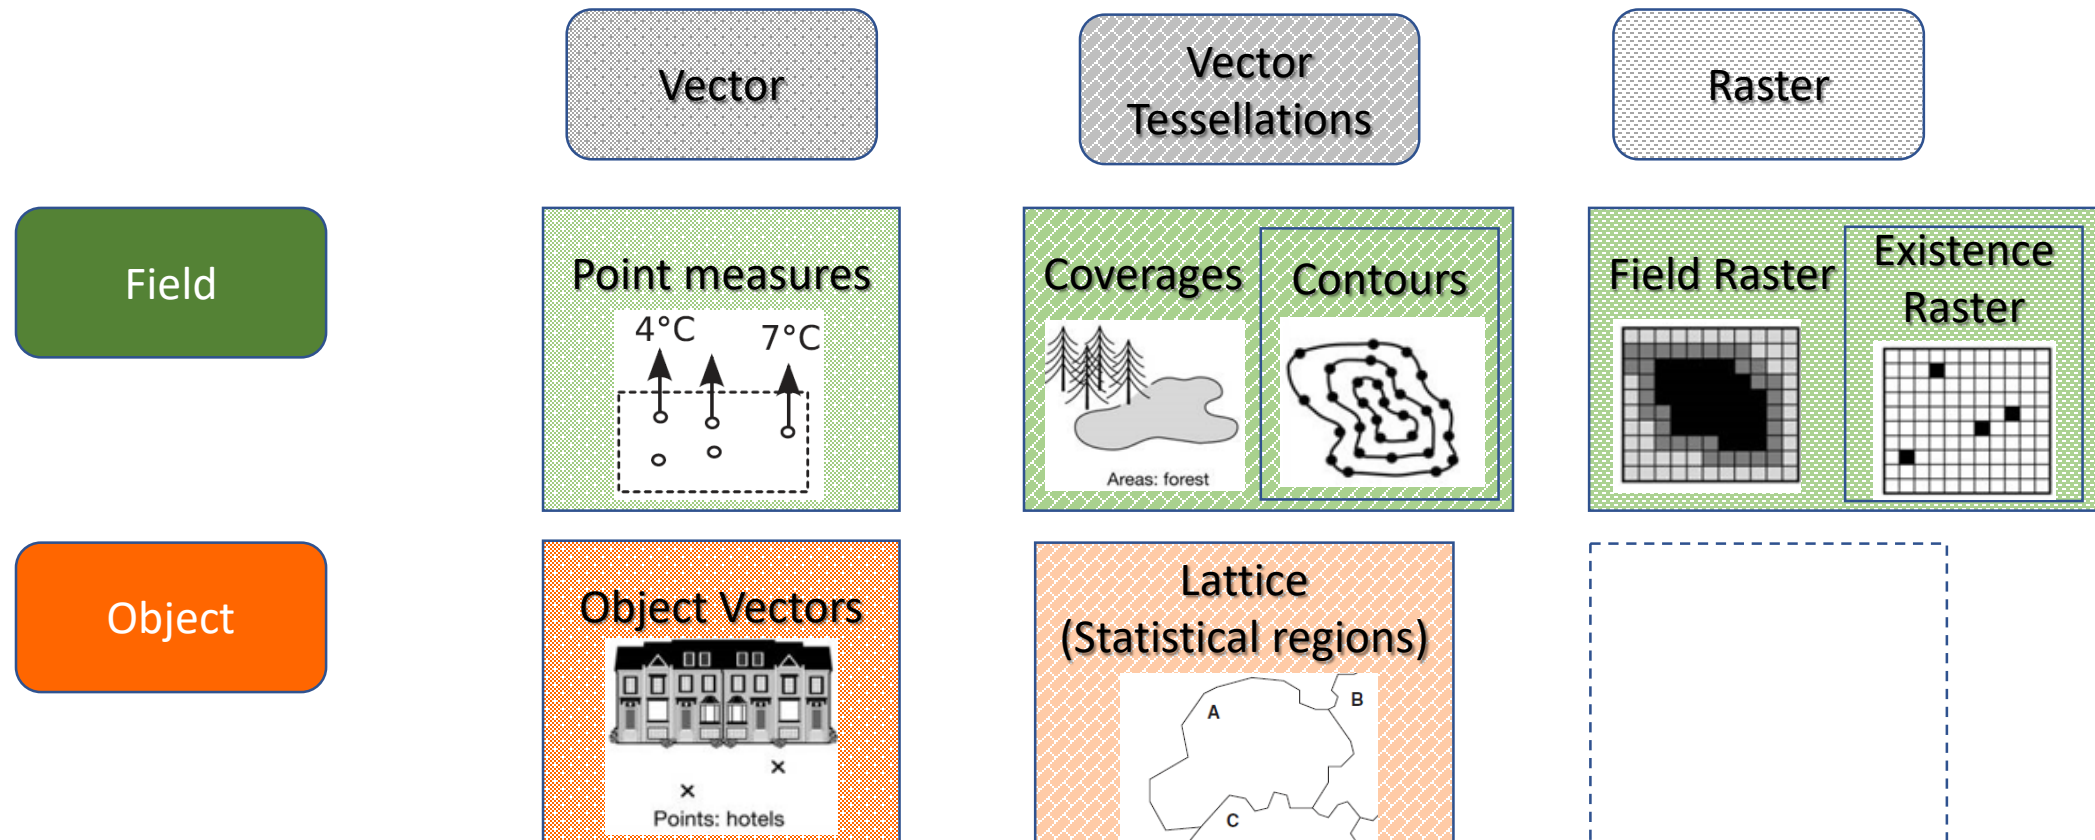 Vector
Vector
Tessellations
Raster
Field
Point measures
4°C
7°C
Coverages
Areas: forest
Contours
Field Raster
Existence
Raster
Object
Object Vectors
Points: hotels
Lattice
(Statistical regions)
A
B
C